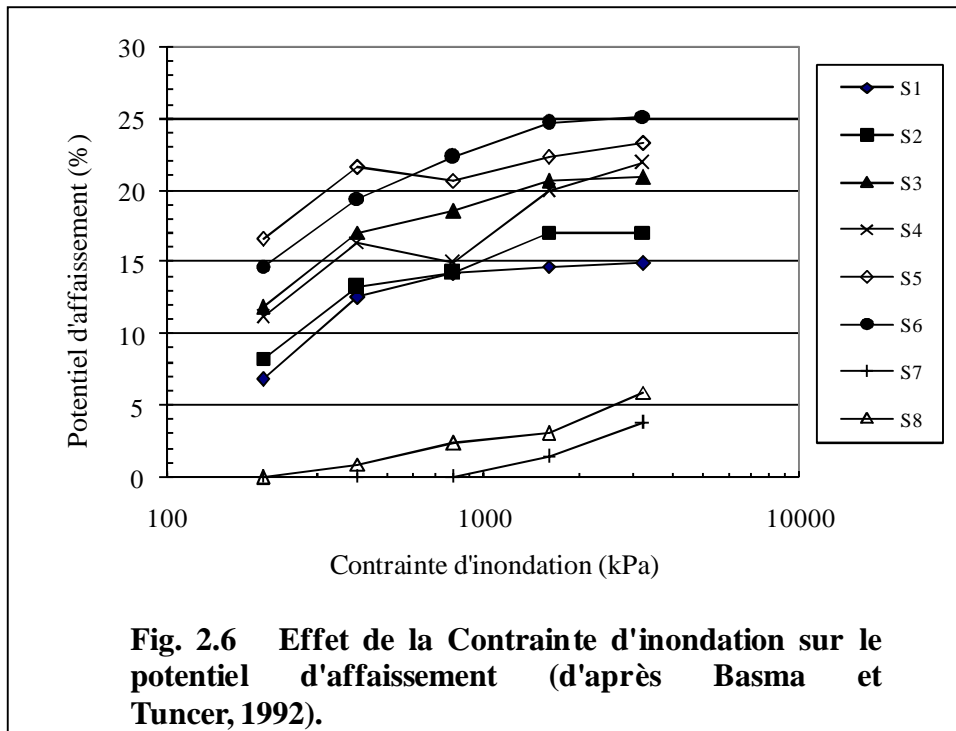 30
25
20
15
10
5
0
Potentiel d'affaissement (%)
100 1000 10000
Contrainte d'inondation (kPa)
S1
S2
S3
S4
S5
S6
S7
S8
Fig. 2.6 Effet de la Contrainte d'inondation sur le
potentiel d'affaissement (d'après Basma et
Tuncer, 1992).